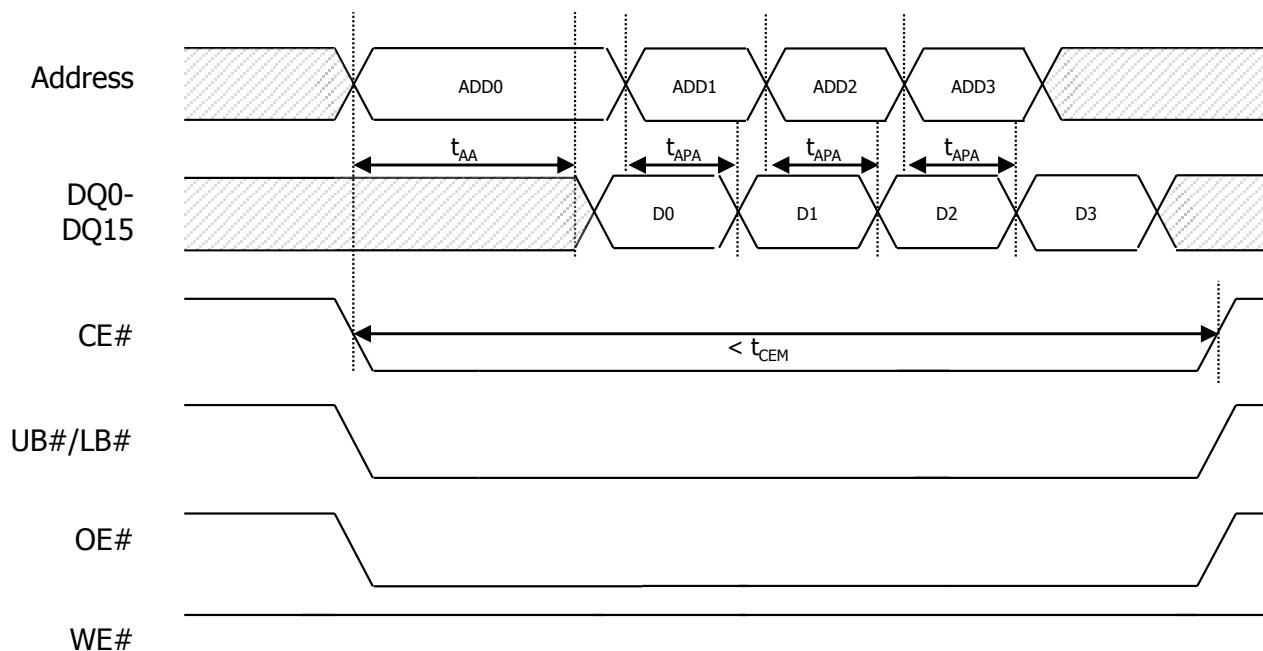 Address
ADD0
ADD1
ADD2
ADD3
tAA
tAPA
tAPA
tAPA
DQ0-
DQ15
D0
D1
D2
D3
CE#
< tCEM
UB#/LB#
OE#
WE#